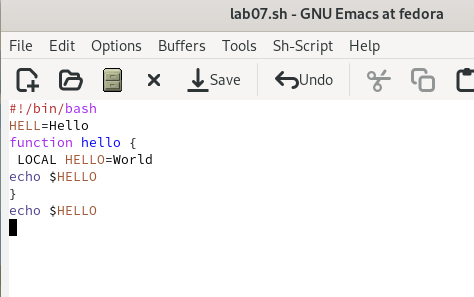 lab07.sh - GNU Emacs at fedora
File Edit Options Buffers Tools Sh-Script Help
Save Undo
#!/bin/bash
HELL=Hello
function hello {
 LOCAL HELLO=World
echo $HELLO
}
echo $HELLO